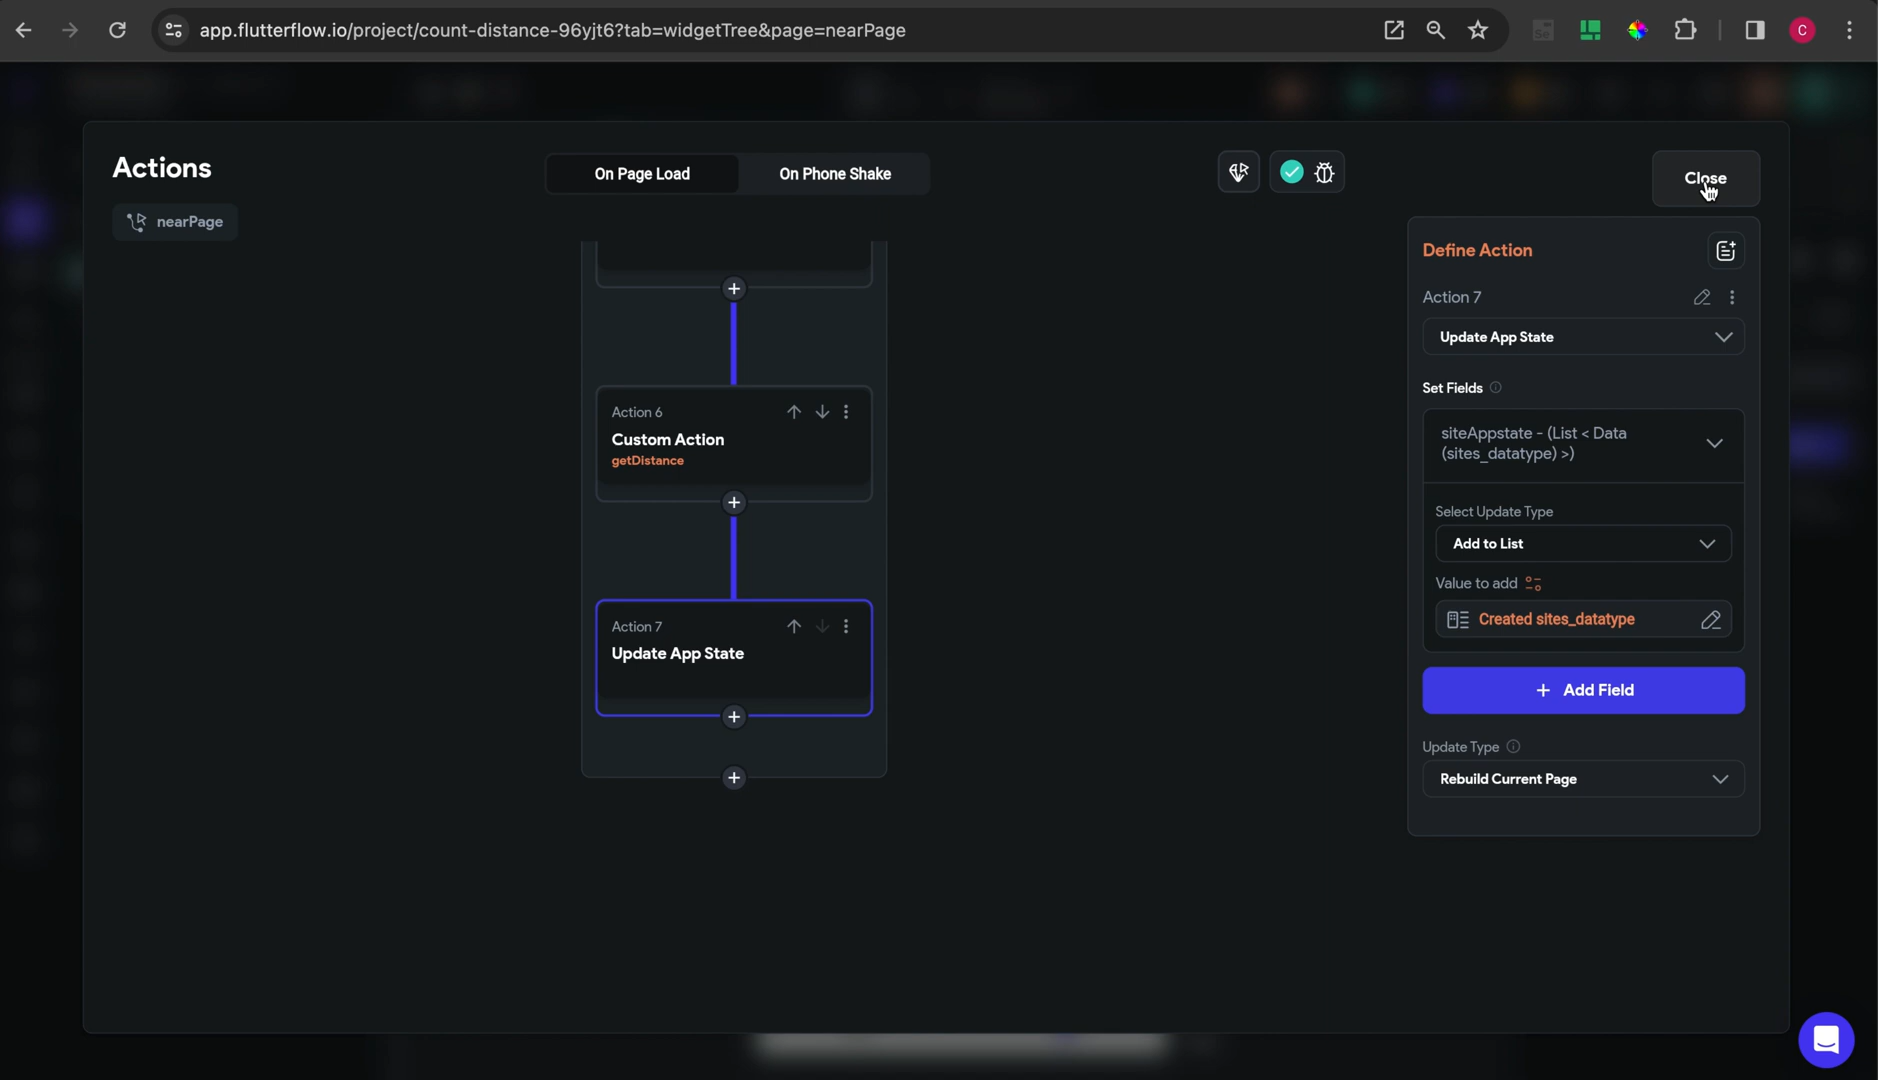 app.flutterflow.io/project/count-distance-96yjt6?tab=widgetTree&page=nearPage
C
Actions
On Page Load
On Phone Shake
Close
nearPage
Define Action
Action 7
Update App State
Set Fields
siteAppstate - (List < Data
(sites_datatype) >)
Select Update Type
Add to List
Value to add
Created sites_datatype
+ Add Field
Update Type
Rebuild Current Page
Action 6
Custom Action
getDistance
Action 7
Update App State